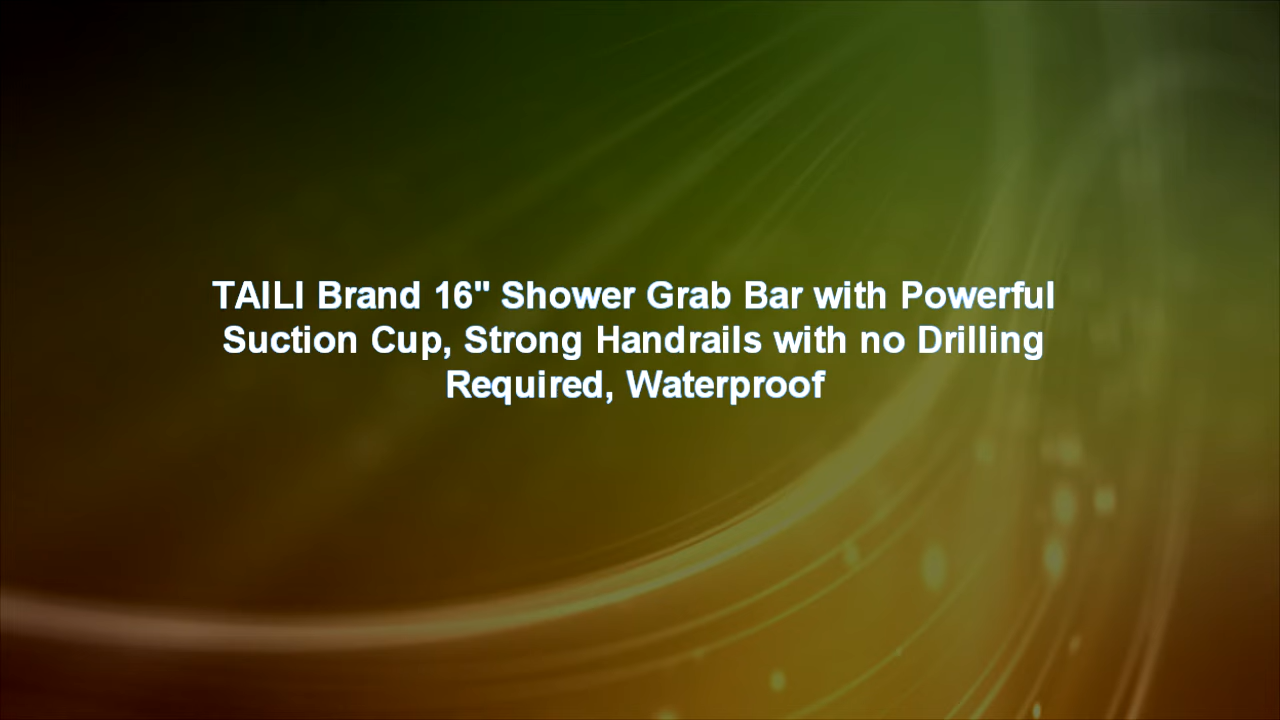 TAILI Brand 16" Shower Grab Bar with Powerful
Suction Cup, Strong Handrails with no Drilling
Required, Waterproof